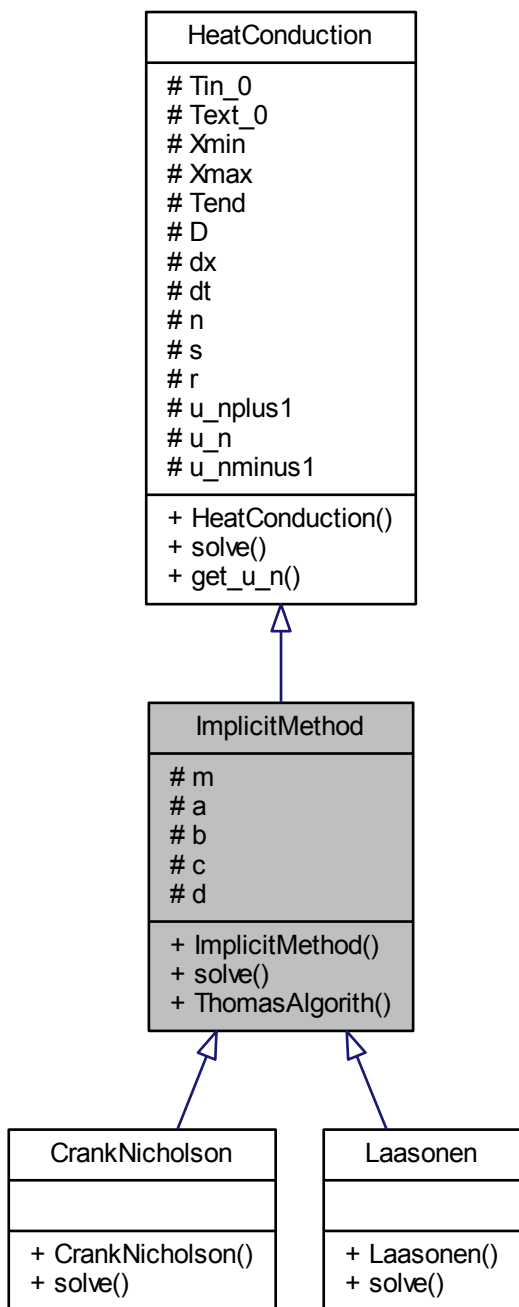 HeatConduction
# Tin_0
# Text_0
# Xmin
# Xmax
# Tend
# D
# dx
# dt
# n
# s
# r
# u_nplus1
# u_n
# u_nminus1
+ HeatConduction()
+ solve()
+ get_u_n()
ImplicitMethod
# m
# a
# b
# c
# d
+ ImplicitMethod()
+ solve()
+ ThomasAlgorith()
CrankNicholson
+ CrankNicholson()
+ solve()
Laasonen
+ Laasonen()
+ solve()